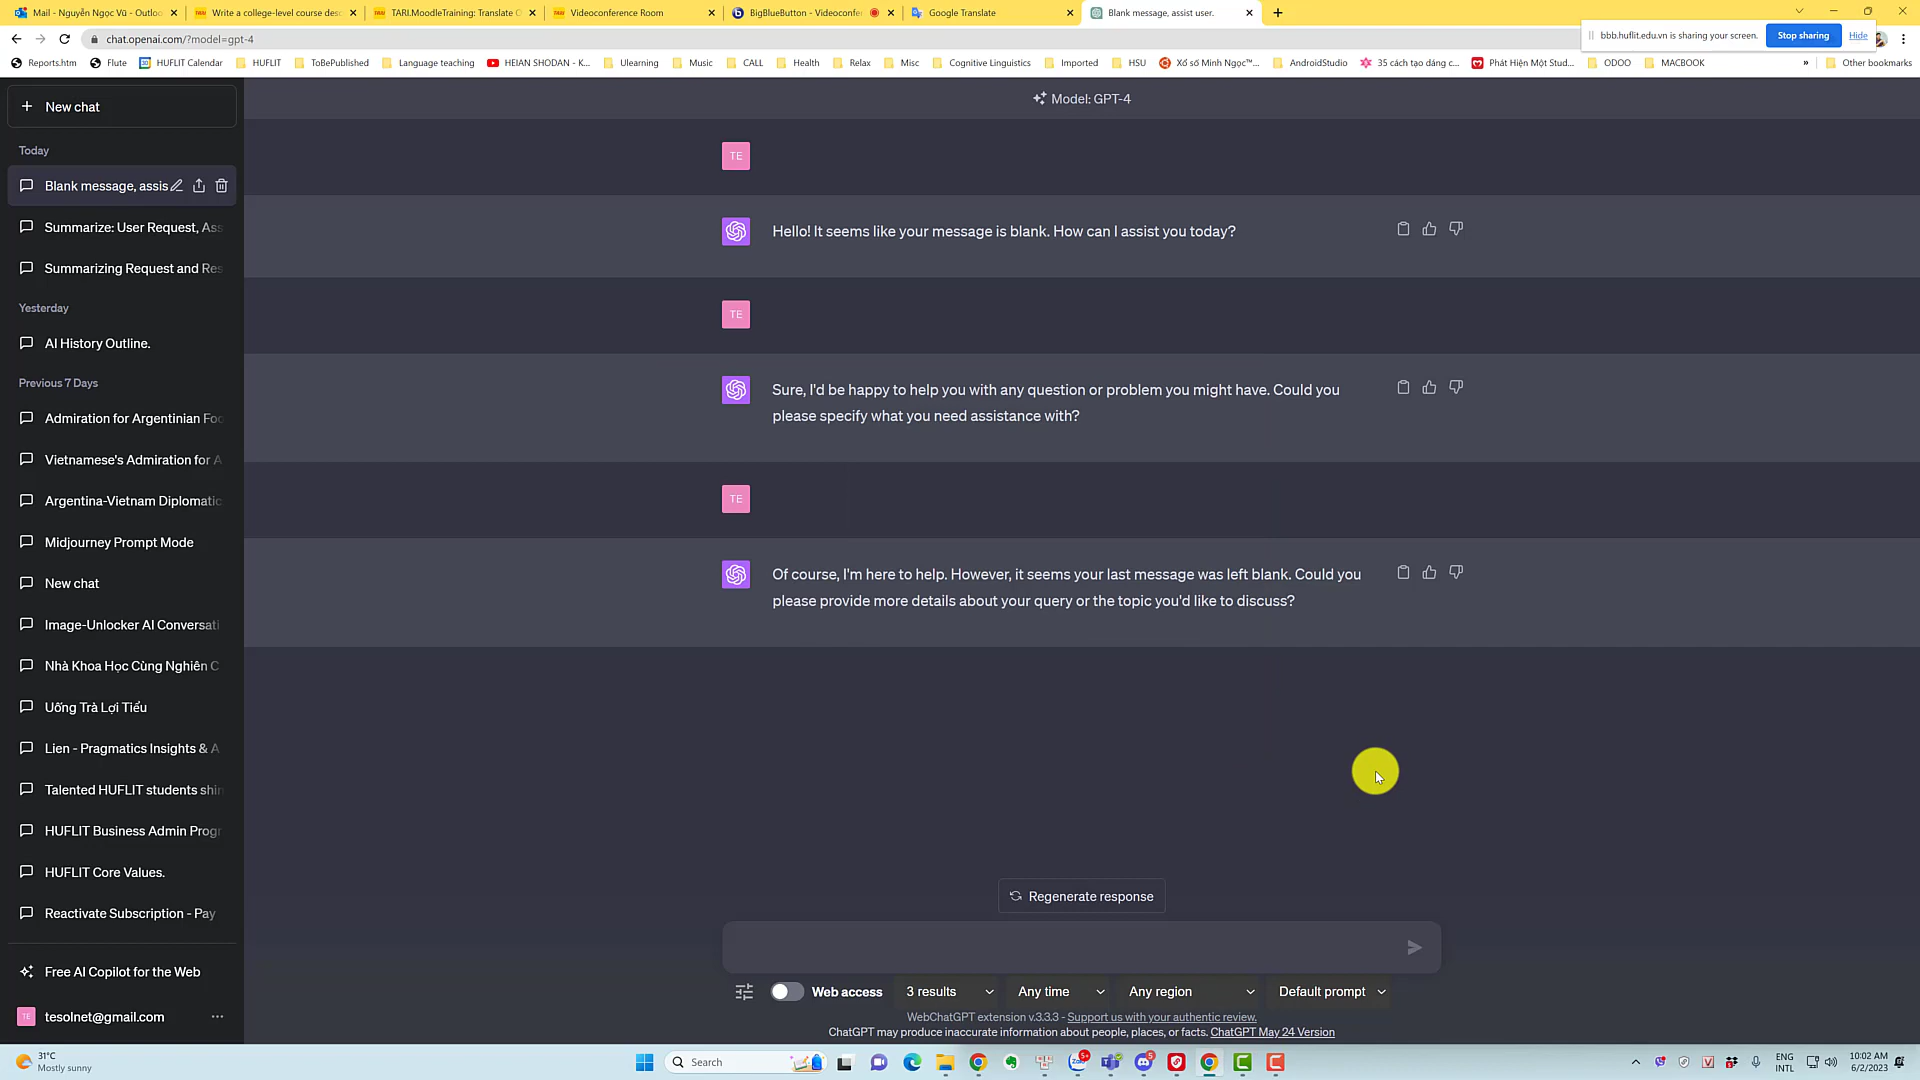 Mail - Nguyễn Ngọc Vũ - Outloo
Write a college-level course desc
TARI.MoodleTraining: Translate C
Videoconference Room
BigBlueButton - Videoconfe
Google Translate
Blank message, assist user.
chat.openai.com/?model=gpt-4
bbb.huflit.edu.vn is sharing your screen.
Stop sharing
Hide
Reports.htm
Flute
HUFLIT Calendar
HUFLIT
ToBePublished
Language teaching
HEIAN SHODAN - K...
Ulearning
Music
CALL
Health
Relax
Misc
Cognitive Linguistics
Imported
HSU
Xổ số Minh Ngọc™...
AndroidStudio
35 cách tạo dáng c...
Phát Hiện Một Stud...
ODOO
MACBOOK
»
Other bookmarks
+ New chat
Model: GPT-4
Today
Blank message, assis
Summarize: User Request, Ass
Summarizing Request and Res
Yesterday
AI History Outline.
Previous 7 Days
Admiration for Argentinian Foo
Vietnamese's Admiration for A
Argentina-Vietnam Diplomatic
Midjourney Prompt Mode
New chat
Image-Unlocker AI Conversati
Nhà Khoa Học Cùng Nghiên C
Uống Trà Lợi Tiểu
Lien - Pragmatics Insights & A
Talented HUFLIT students shin
HUFLIT Business Admin Progr
HUFLIT Core Values.
Reactivate Subscription - Pay
Free AI Copilot for the Web
TE
tesolnet@gmail.com
TE
Hello! It seems like your message is blank. How can I assist you today?
TE
Sure, I'd be happy to help you with any question or problem you might have. Could you
please specify what you need assistance with?
TE
Of course, I'm here to help. However, it seems your last message was left blank. Could you
please provide more details about your query or the topic you'd like to discuss?
Regenerate response
Web access
3 results
Any time
Any region
Default prompt
WebChatGPT extension v.3.3.3 - Support us with your authentic review.
ChatGPT may produce inaccurate information about people, places, or facts. ChatGPT May 24 Version
31°C
Mostly sunny
Search
5+
5
ENG
INTL
10:02 AM
6/2/2023